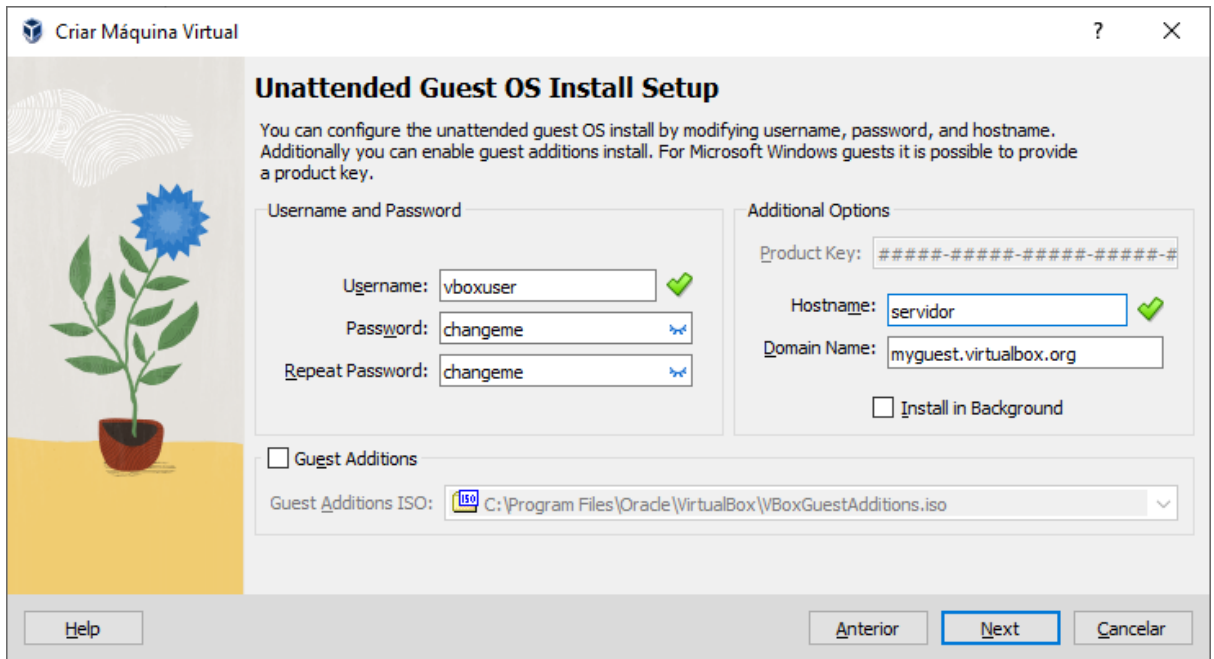 Criar Máquina Virtual
?
Unattended Guest OS Install Setup
You can configure the unattended guest OS install by modifying username, password, and hostname.
Additionally you can enable guest additions install. For Microsoft Windows guests it is possible to provide
a product key.
Username and Password
Username: vboxuser
Password: changeme
Repeat Password: changeme
Additional Options
Product Key: #####-#####-#####-#####-#
Hostname: servidor
Domain Name: myguest.virtualbox.org
Install in Background
Guest Additions
Guest Additions ISO: ISO C:\Program Files\Oracle\VirtualBox\VBoxGuestAdditions.iso
Help
Anterior
Next
Cancelar